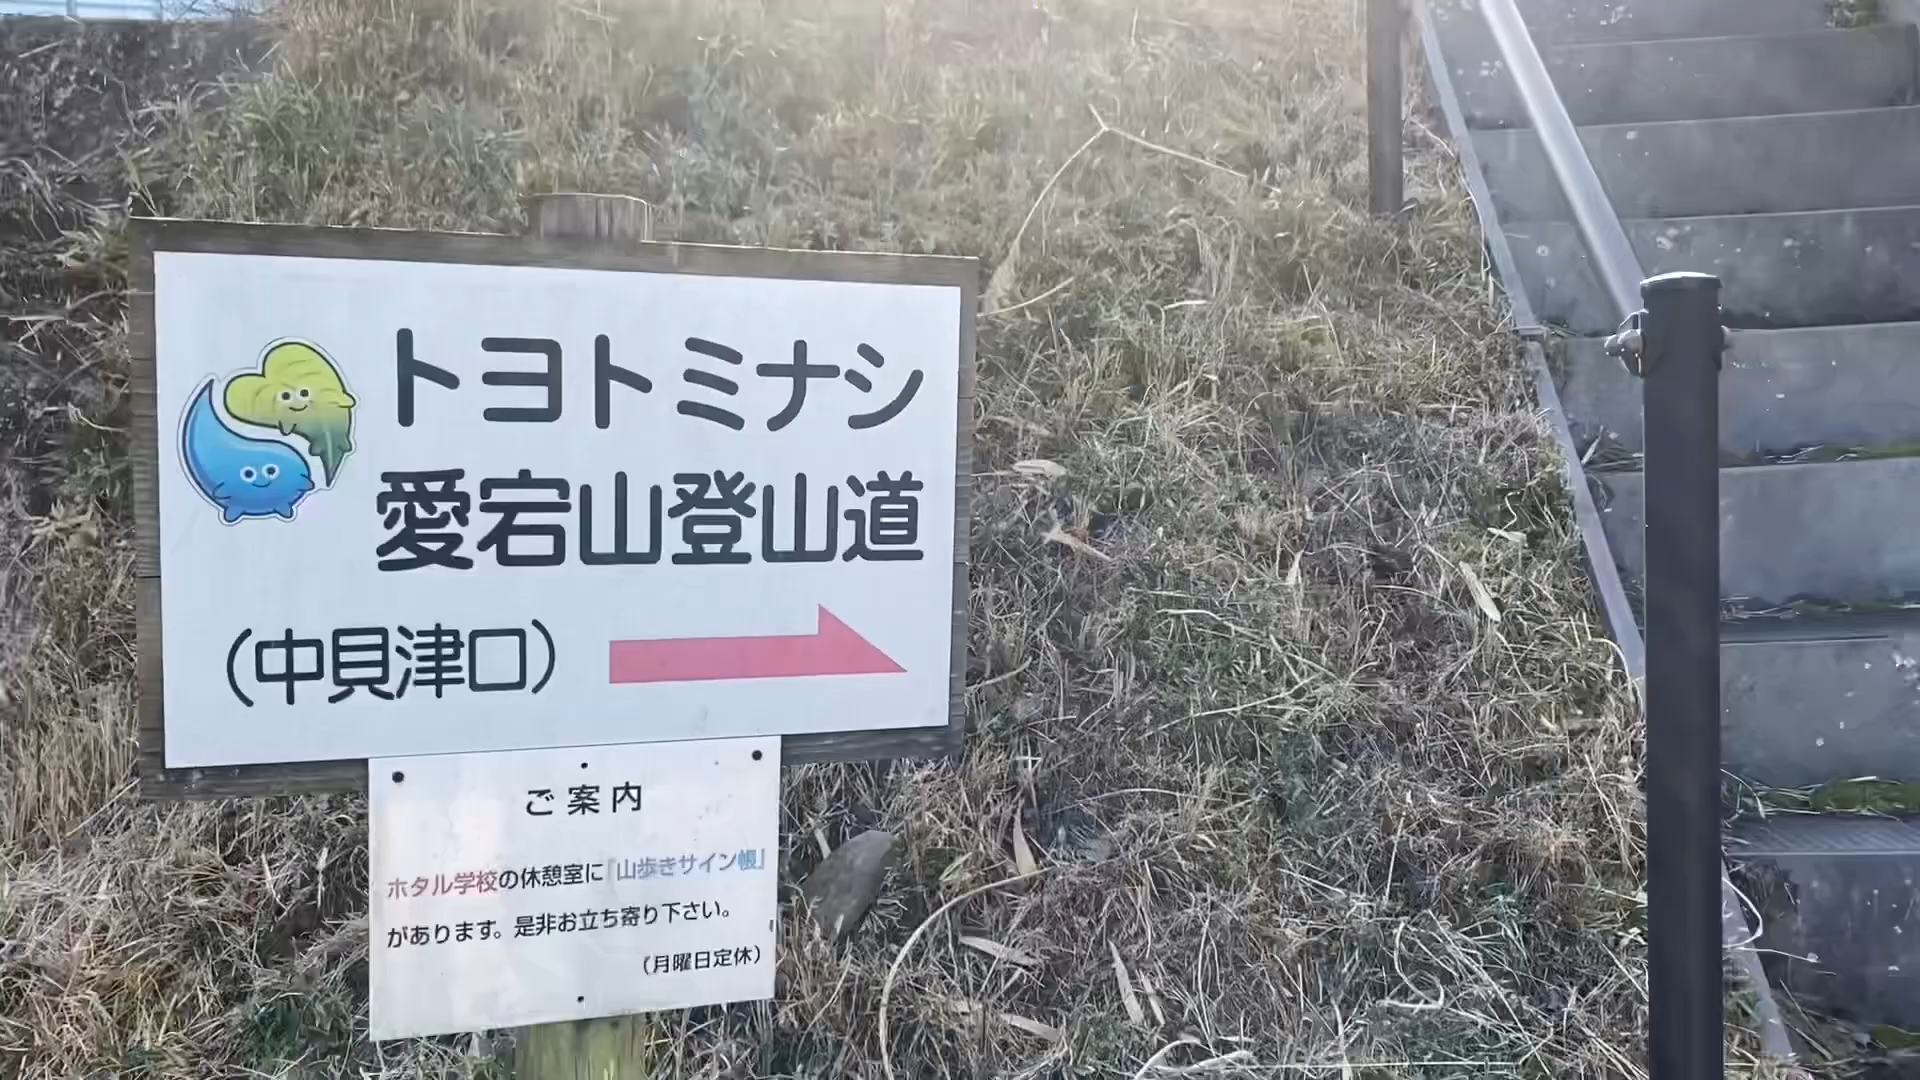 トヨトミナシ
愛宕山登山道
（中貝津口）
ご案内
ホタル学校の休憩室に『山歩きサイン帳』
があります。是非お立ち寄り下さい。
（月曜日定休）